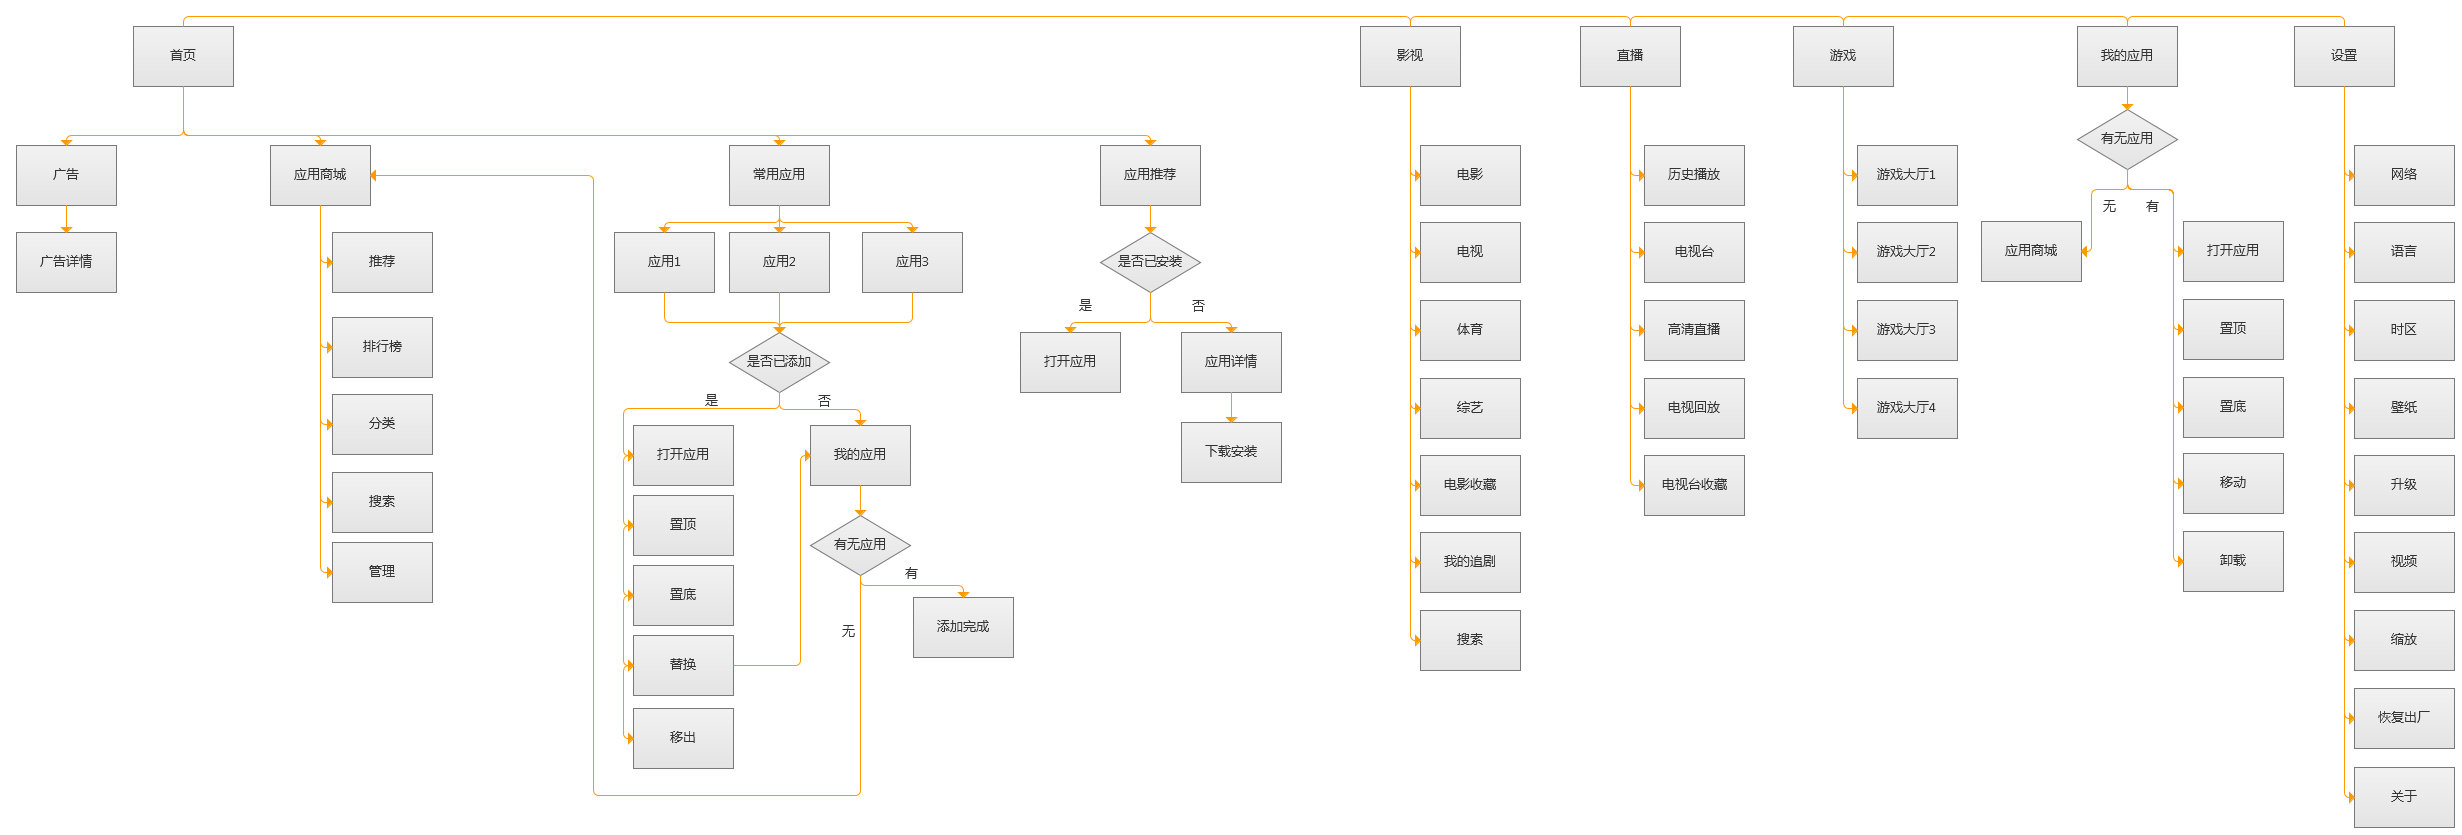 首页
影视
直播
游戏
我的应用
设置
有无应用
无
有
广告
应用商城
常用应用
应用推荐
广告详情
推荐
排行榜
分类
搜索
管理
应用1
应用2
应用3
是否已添加
是
否
打开应用
置顶
置底
替换
移出
我的应用
有无应用
有
无
添加完成
是否已安装
是
否
打开应用
应用详情
下载安装
电影
电视
体育
综艺
电影收藏
我的追剧
搜索
历史播放
电视台
高清直播
电视回放
电视台收藏
游戏大厅1
游戏大厅2
游戏大厅3
游戏大厅4
应用商城
打开应用
置顶
置底
移动
卸载
网络
语言
时区
壁纸
升级
视频
缩放
恢复出厂
关于